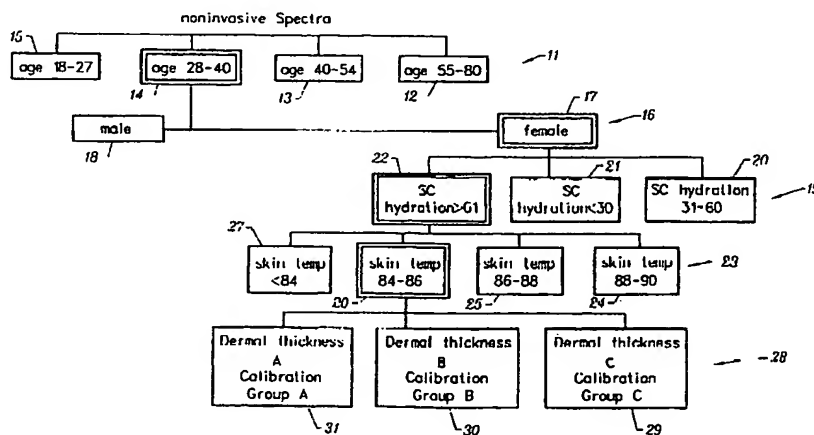 noninvasive Spectra
15
age 18-27
age 28-40
age 40-54
age 55-80
11
14
13
12
17
16
male
female
18
22
21
20
SC
hydration>61
SC
hydration<30
SC hydration
31-60
27
skin temp
<84
skin temp
84-86
skin temp
86-88
skin temp
88-90
23
25
24
Dermal thickness
A
Calibration
Group A
Dermal thickness
B
Calibration
Group B
Dermal thickness
C
Calibration
Group C
28
31
30
29